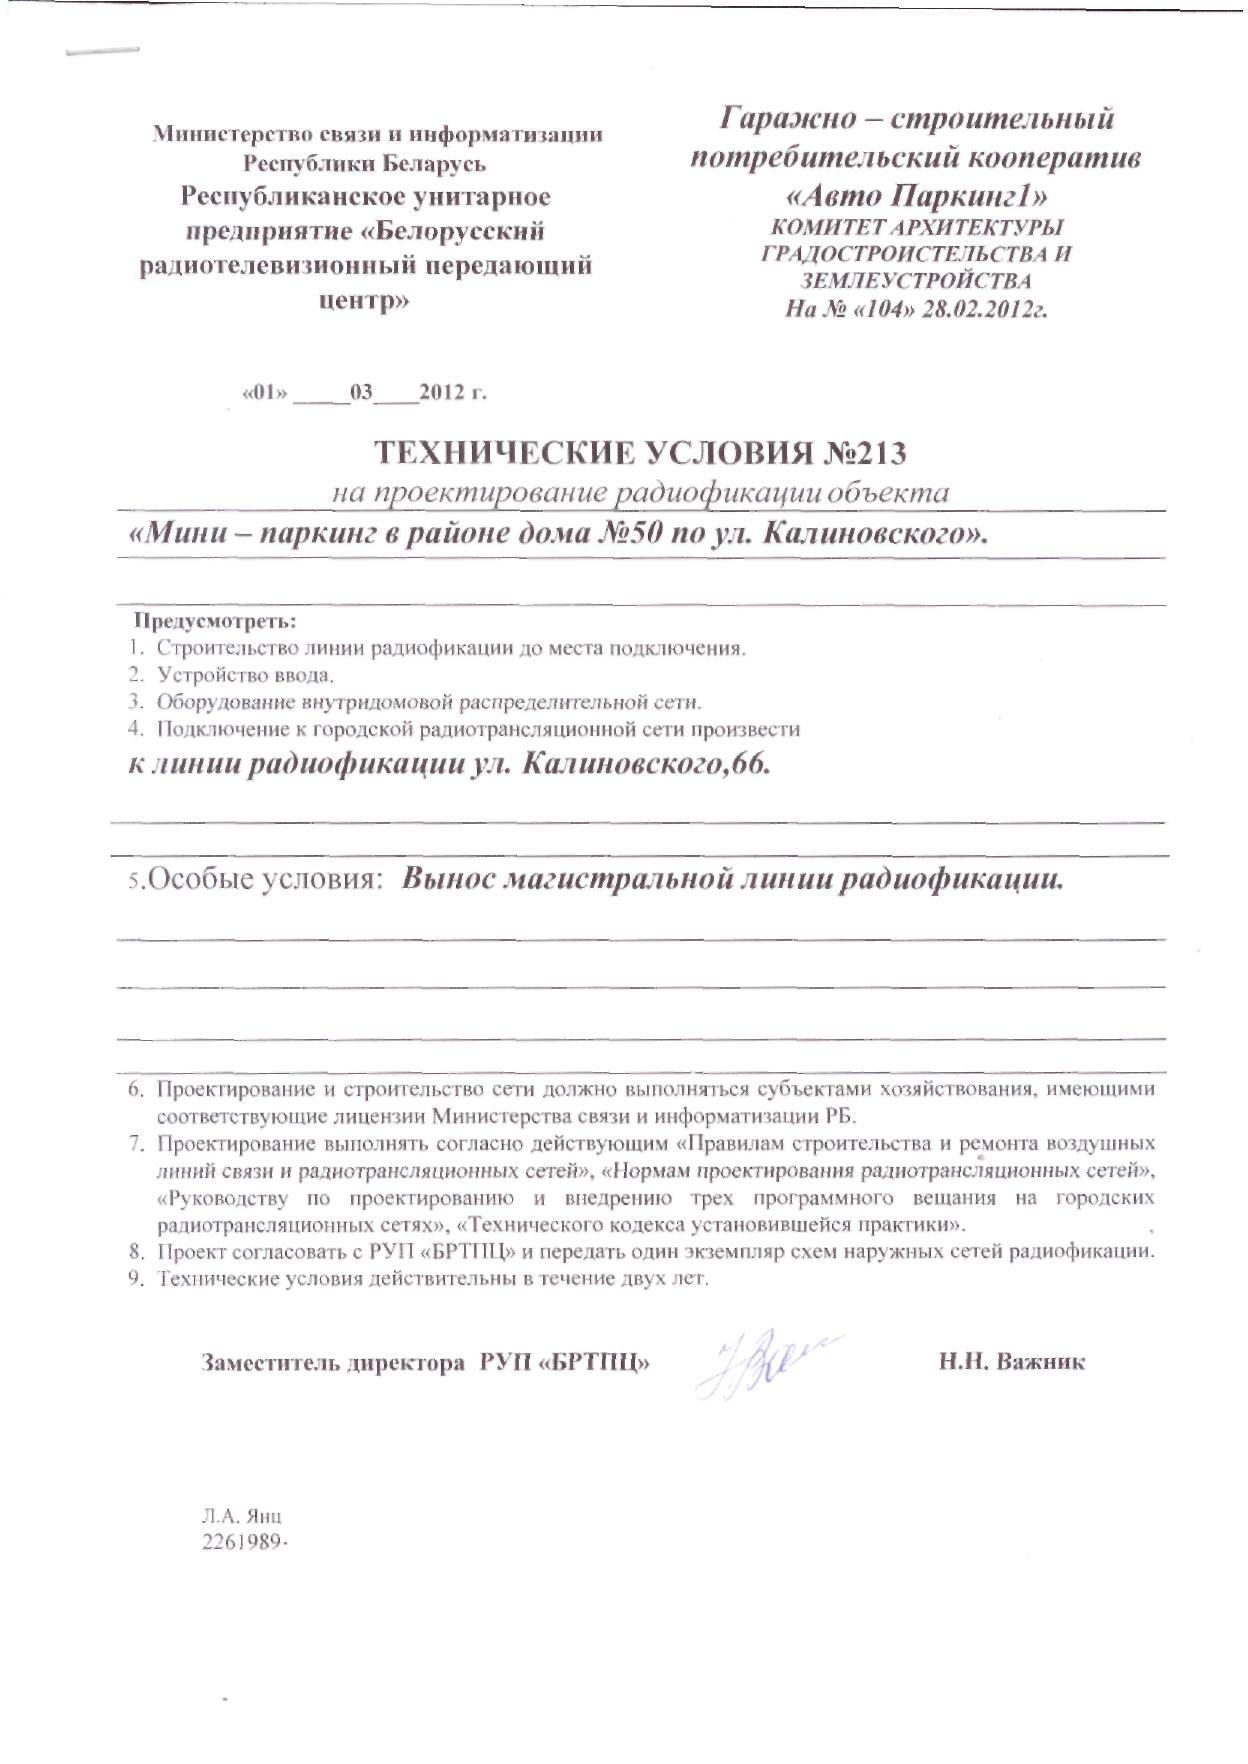 Министерство связи и информатизации
Республики Беларусь
Республиканское унитарное
предприятие «Белорусский
радиотелевизионный передающий
центр»
Гаражно – строительный
потребительский кооператив
«Авто Паркинг1»
КОМИТЕТ АРХИТЕКТУРЫ
ГРАДОСТРОИСТЕЛЬСТВА И
ЗЕМЛЕУСТРОЙСТВА
На № «104» 28.02.2012г.
«01» _____03____2012 г.
ТЕХНИЧЕСКИЕ УСЛОВИЯ №213
на проектирование радиофикации объекта
«Мини – паркинг в районе дома №50 по ул. Калиновского».
Предусмотреть:
1. Строительство линии радиофикации до места подключения.
2. Устройство ввода.
3. Оборудование внутридомовой распределительной сети.
4. Подключение к городской радиотрансляционной сети произвести
к линии радиофикации ул. Калиновского,66.
5.Особые условия: Вынос магистральной линии радиофикации.
6. Проектирование и строительство сети должно выполняться субъектами хозяйствования, имеющими
соответствующие лицензии Министерства связи и информатизации РБ.
7. Проектирование выполнять согласно действующим «Правилам строительства и ремонта воздушных
линий связи и радиотрансляционных сетей», «Нормам проектирования радиотрансляционных сетей»,
«Руководству по проектированию и внедрению трех программного вещания на городских
радиотрансляционных сетях», «Технического кодекса установившейся практики».
8. Проект согласовать с РУП «БРТПЦ» и передать один экземпляр схем наружных сетей радиофикации.
9. Технические условия действительны в течение двух лет.
Заместитель директора РУП «БРТПЦ»
Н.Н. Важник
Л.А. Янц
2261989